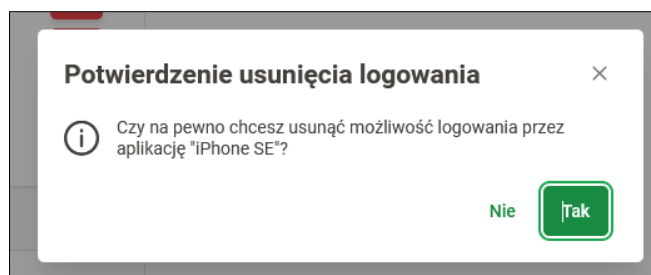 Potwierdzenie usunięcia logowania
Czy na pewno chcesz usunąć możliwość logowania przez
aplikację "iPhone SE"?
Nie
Tak